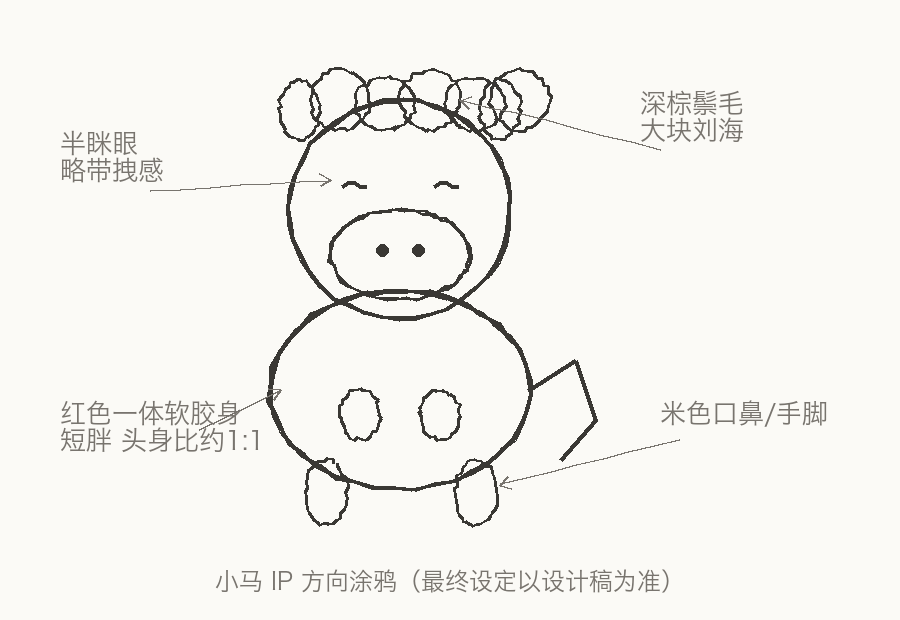 深棕鬃毛
大块刘海
半眯眼
略带拽感
红色一体软胶身
短胖 头身比约1:1
米色口鼻/手脚
小马 IP 方向涂鸦（最终设定以设计稿为准）